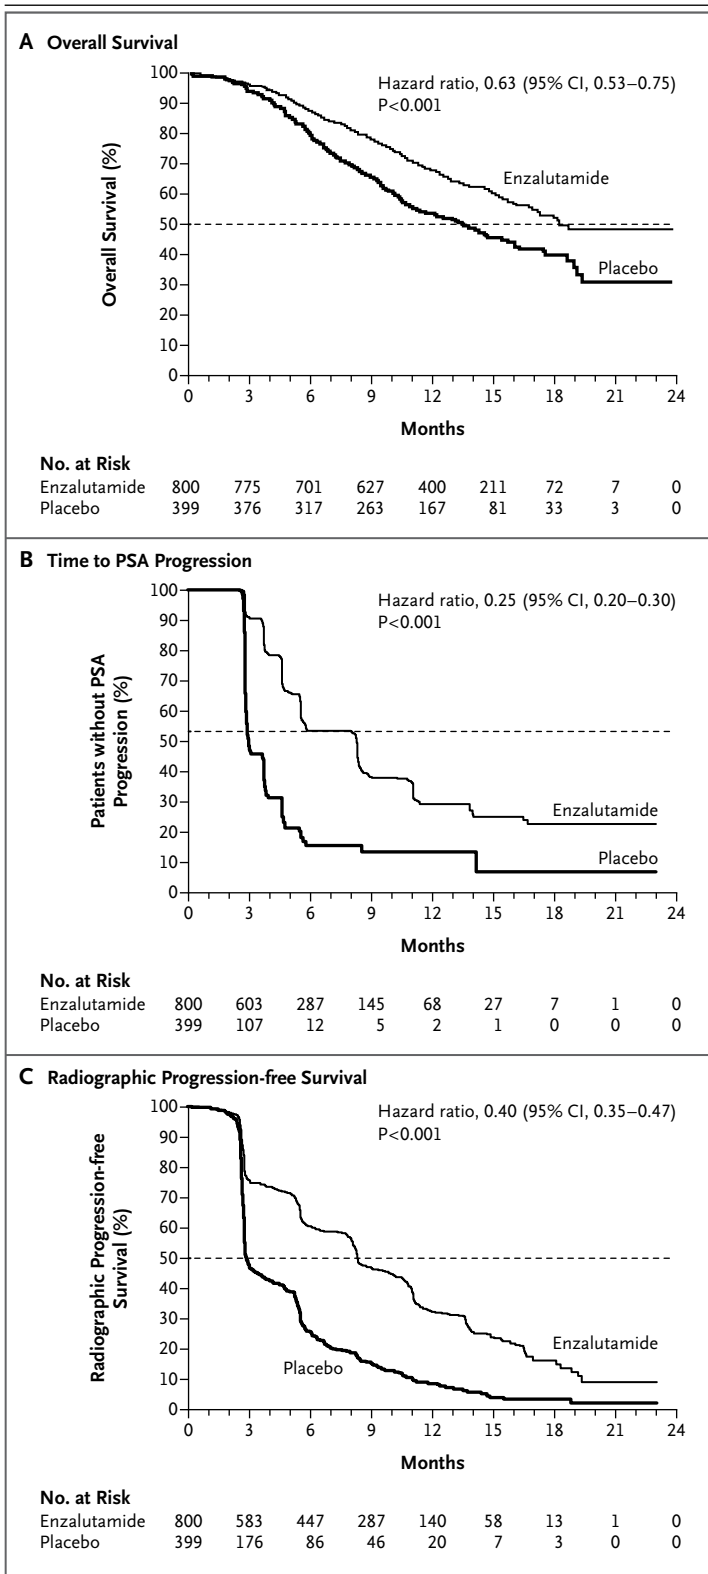 A Overall Survival
Hazard ratio, 0.63 (95% CI, 0.53–0.75)
P<0.001
Overall Survival (%)
100
90
80
70
60
50
40
30
20
10
0
Enzalutamide
Placebo
0 3 6 9 12 15 18 21 24
Months
No. at Risk
Enzalutamide 800 775 701 627 400 211 72 7 0
Placebo 399 376 317 263 167 81 33 3 0
B Time to PSA Progression
Hazard ratio, 0.25 (95% CI, 0.20–0.30)
P<0.001
Patients without PSA
Progression (%)
100
90
80
70
60
50
40
30
20
10
0
Enzalutamide
Placebo
0 3 6 9 12 15 18 21 24
Months
No. at Risk
Enzalutamide 800 603 287 145 68 27 7 1 0
Placebo 399 107 12 5 2 1 0 0 0
C Radiographic Progression-free Survival
Hazard ratio, 0.40 (95% CI, 0.35–0.47)
P<0.001
Radiographic Progression-free
Survival (%)
100
90
80
70
60
50
40
30
20
10
0
Enzalutamide
Placebo
0 3 6 9 12 15 18 21 24
Months
No. at Risk
Enzalutamide 800 583 447 287 140 58 13 1 0
Placebo 399 176 86 46 20 7 3 0 0